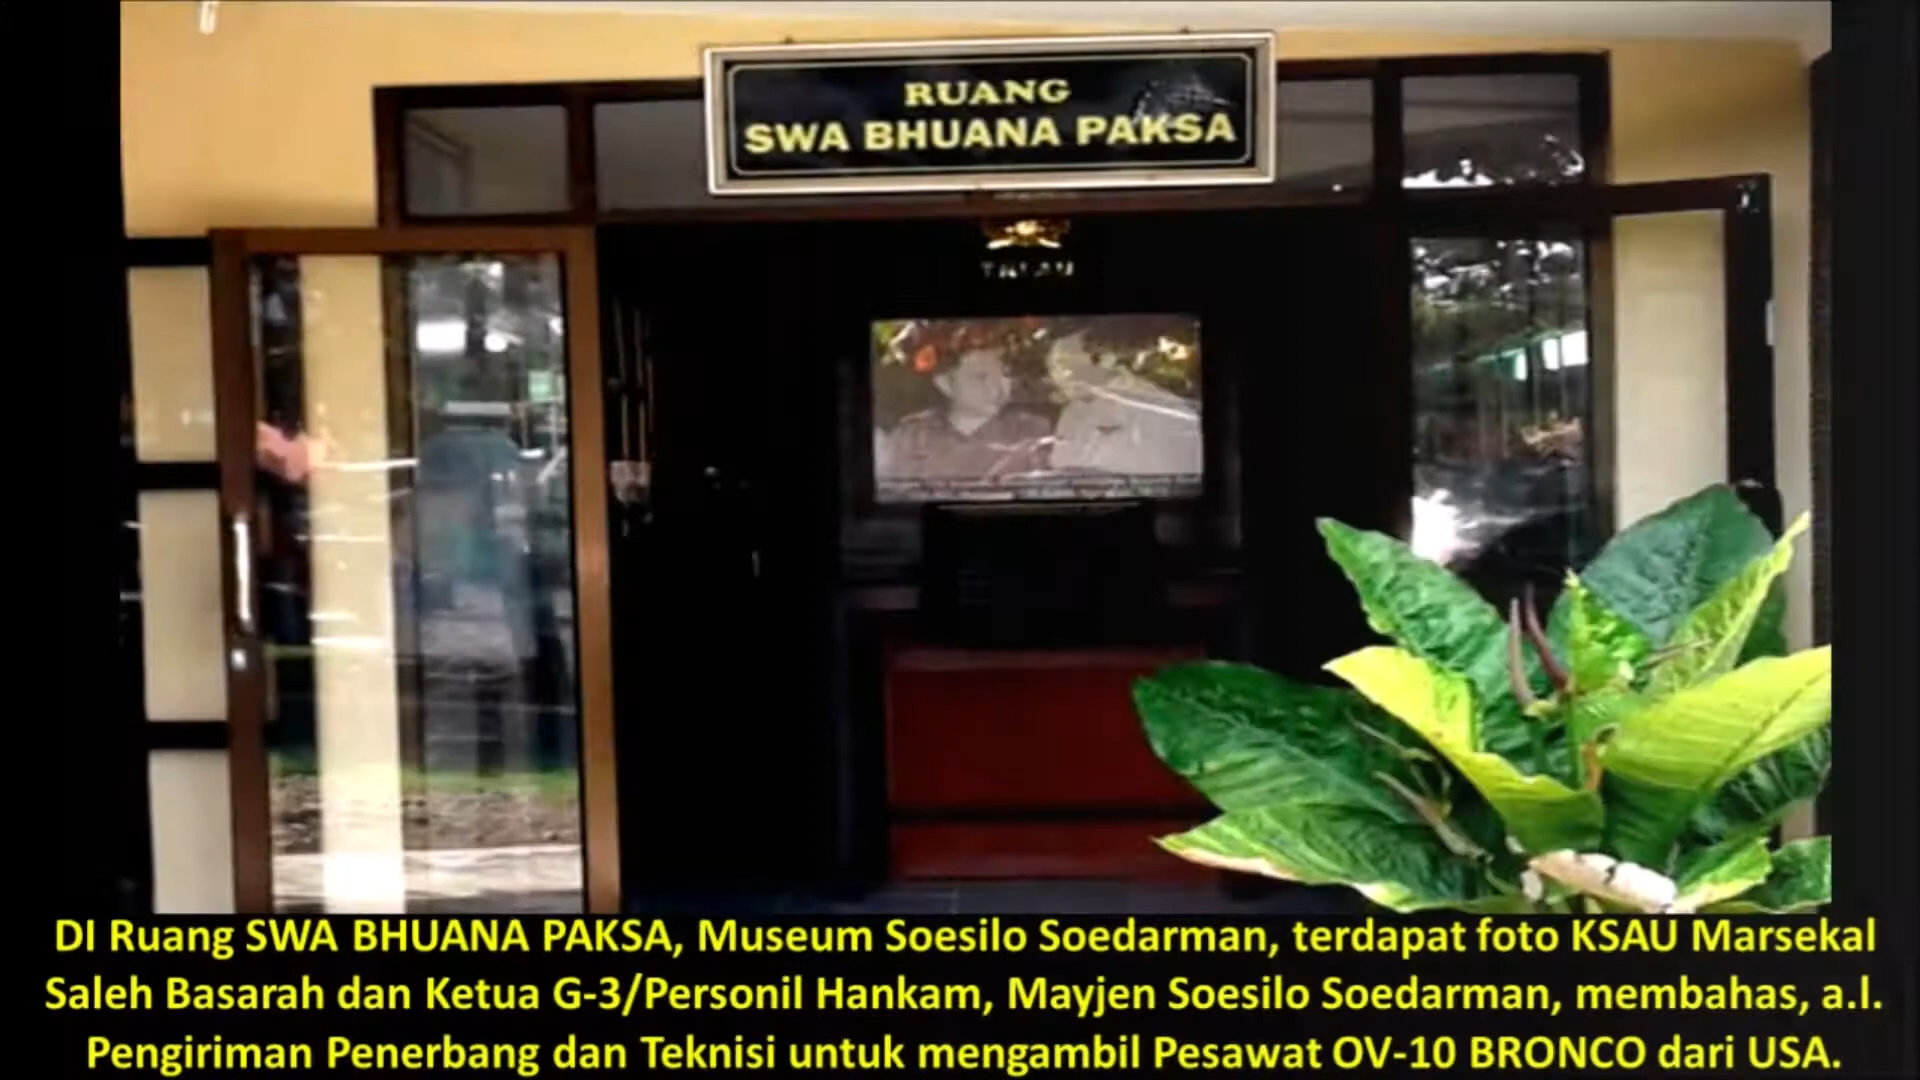 RUANG
SWA BHUANA PAKSA
TNI AU
DI Ruang SWA BHUANA PAKSA, Museum Soesilo Soedarman, terdapat foto KSAU Marsekal
Saleh Basarah dan Ketua G-3/Personil Hankam, Mayjen Soesilo Soedarman, membahas, a.l.
Pengiriman Penerbang dan Teknisi untuk mengambil Pesawat OV-10 BRONCO dari USA.